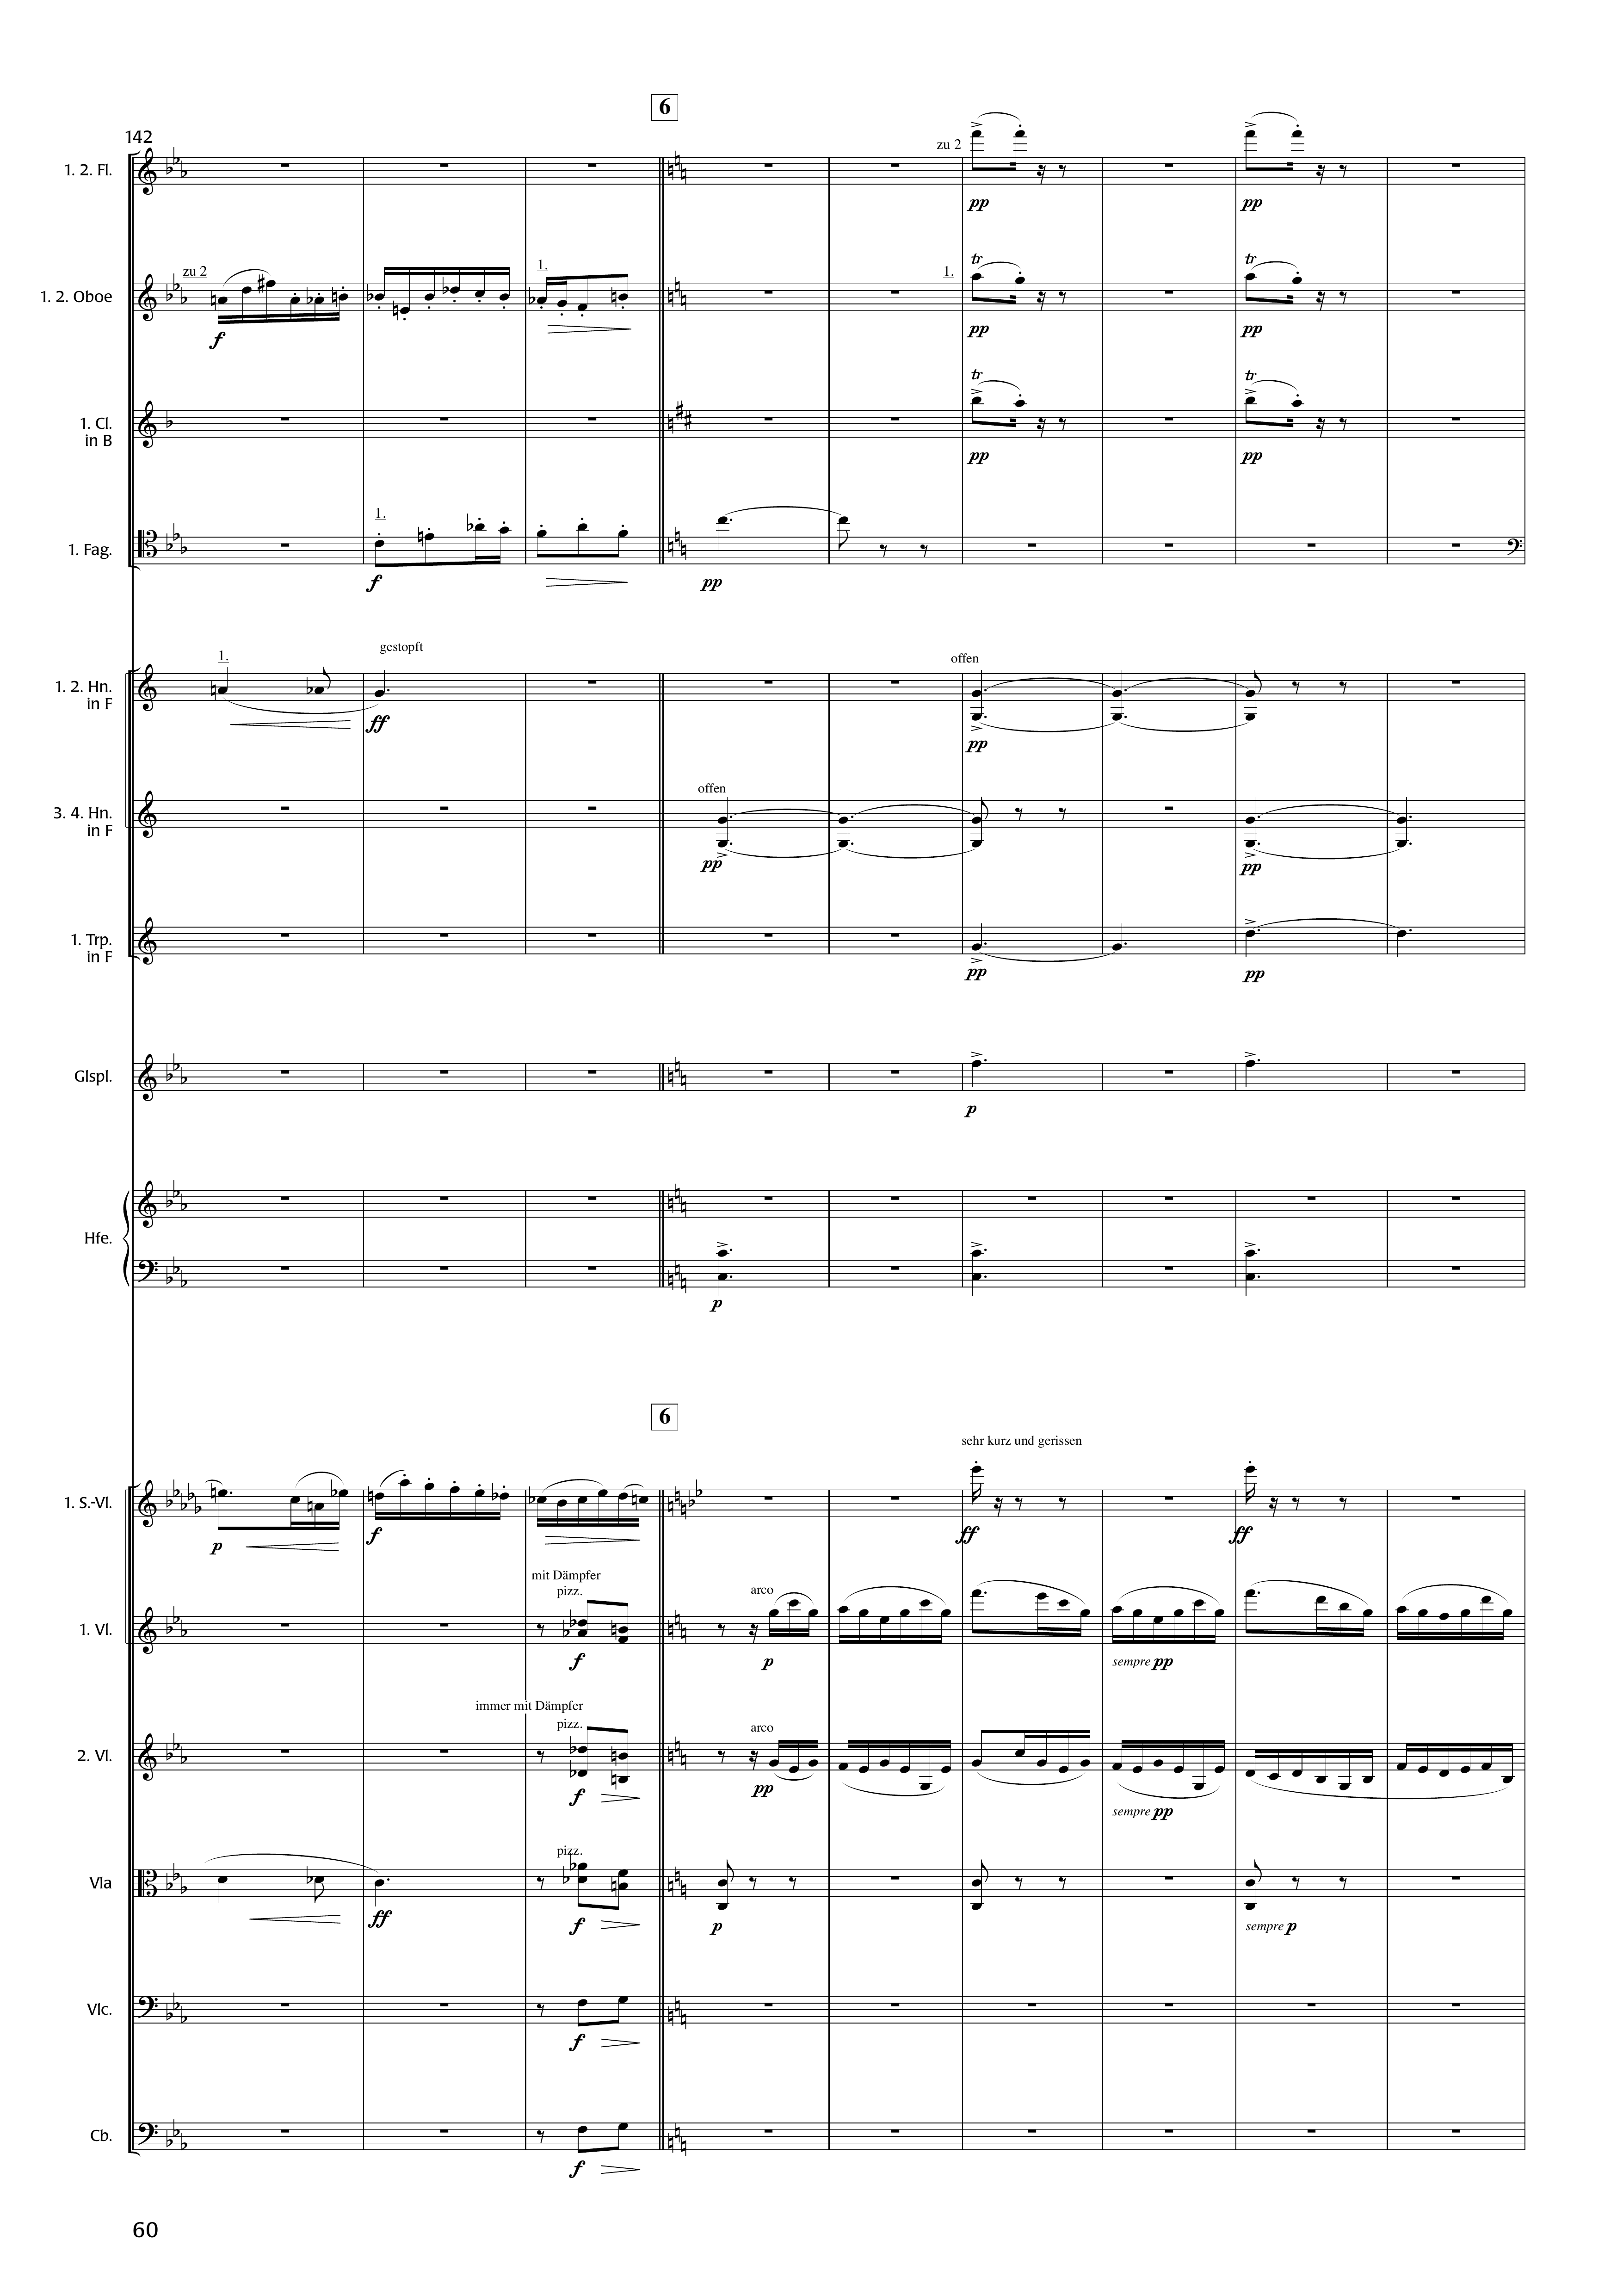 6
142
zu 2
1. 2. Fl.
pp
pp
zu 2
1.
1.
tr
tr
1. 2. Oboe
f
pp
pp
tr
tr
1. Cl.
in B
pp
pp
1.
1. Fag.
f
pp
gestopft
1.
offen
1. 2. Hn.
in F
ff
pp
offen
3. 4. Hn.
in F
pp
pp
1. Trp.
in F
pp
pp
Glspl.
p
Hfe.
p
6
sehr kurz und gerissen
1. S.-Vl.
p
f
ff
ff
mit Dämpfer
pizz.
arco
1. Vl.
f
p
sempre pp
immer mit Dämpfer
pizz.
arco
2. Vl.
f
pp
sempre pp
pizz.
Vla
ff
f
p
sempre p
Vlc.
f
Cb.
f
60